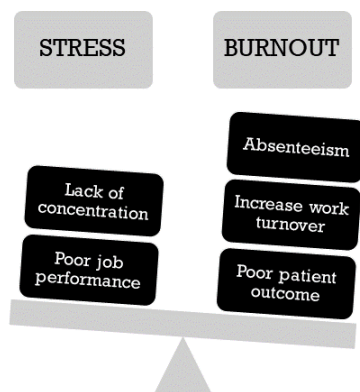 STRESS
BURNOUT
Lack of
concentration
Poor job
performance
Absenteeism
Increase work
turnover
Poor patient
outcome